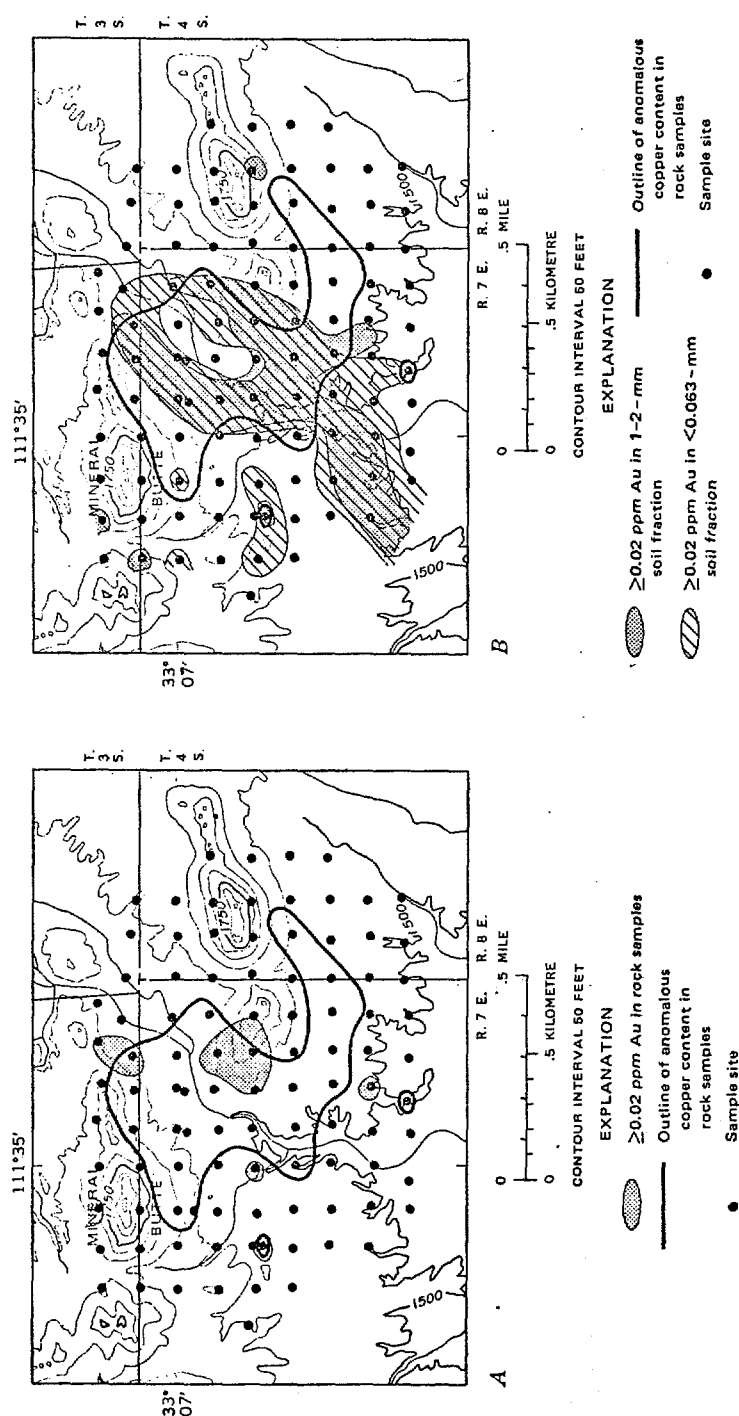 111°35'
T.
3
S.
T.
4
S.
33°
07'
MINERAL
BUTTE
1750
1500
1500
R. 7 E. R. 8 E.
A
0 .5 MILE
0 .5 KILOMETRE
CONTOUR INTERVAL 50 FEET
EXPLANATION
≥0.02 ppm Au in rock samples
Outline of anomalous
copper content in
rock samples
Sample site
111°35'
T.
3
S.
T.
4
S.
33°
07'
MINERAL
BUTTE
1750
1500
1500
R. 7 E. R. 8 E.
B
0 .5 MILE
0 .5 KILOMETRE
CONTOUR INTERVAL 50 FEET
EXPLANATION
≥0.02 ppm Au in 1-2-mm
soil fraction
≥0.02 ppm Au in <0.063-mm
soil fraction
Outline of anomalous
copper content in
rock samples
Sample site